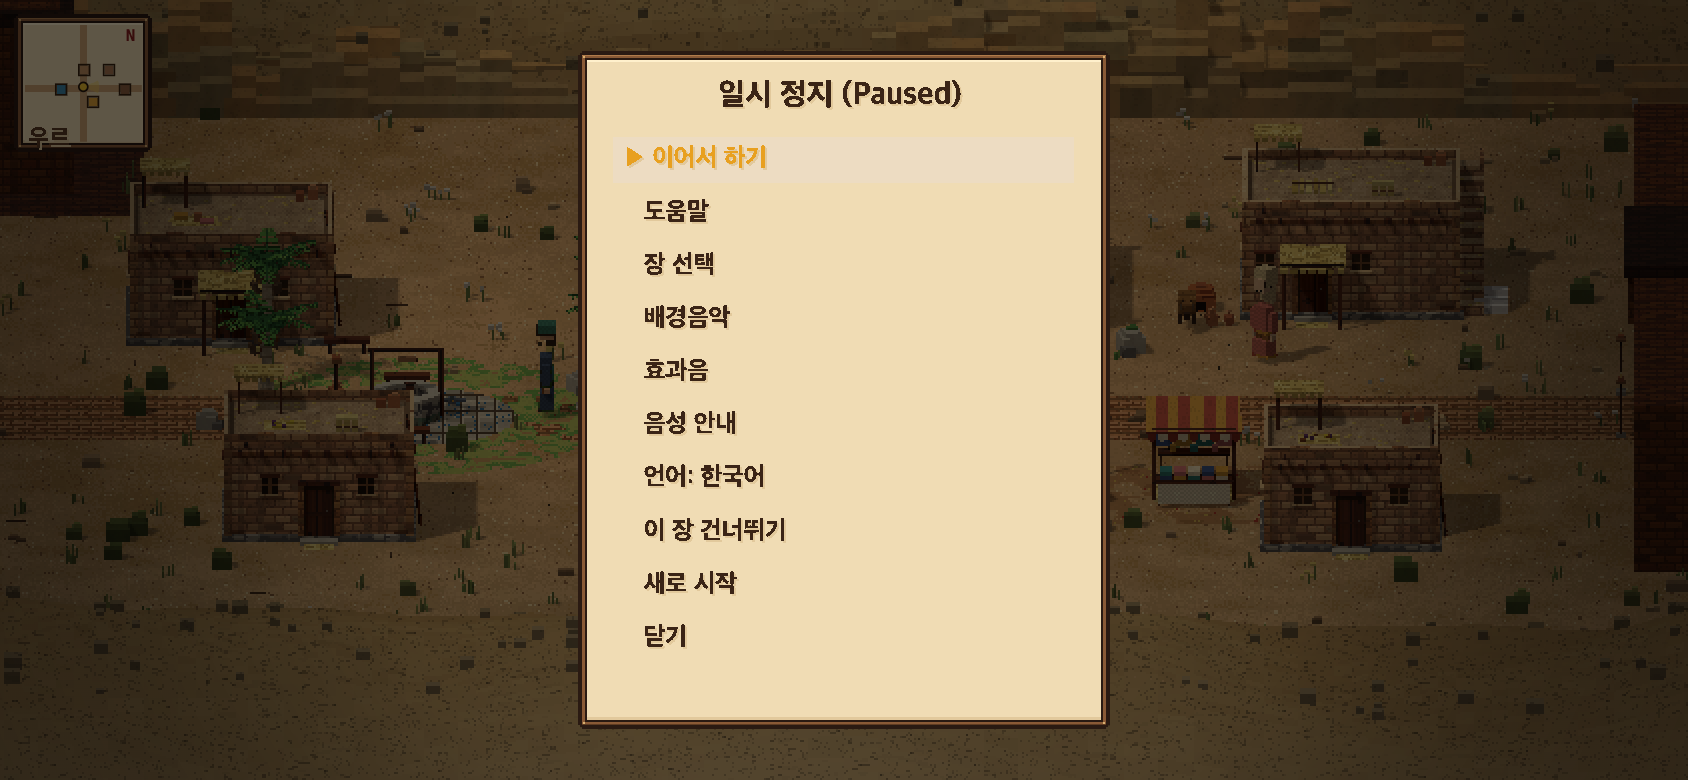 N
우르
일시 정지 (Paused)
▶ 이어서 하기
도움말
장 선택
배경음악
효과음
음성 안내
언어: 한국어
이 장 건너뛰기
새로 시작
닫기